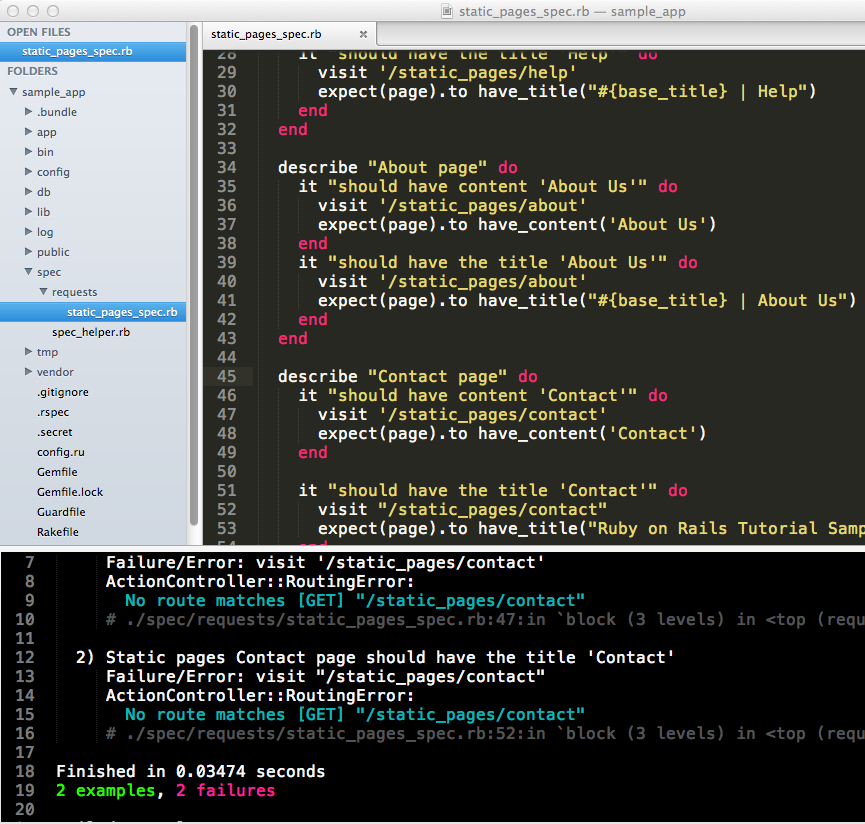 static_pages_spec.rb — sample_app
OPEN FILES
static_pages_spec.rb
FOLDERS
sample_app
.bundle
app
bin
config
db
lib
log
public
spec
requests
static_pages_spec.rb
spec_helper.rb
tmp
vendor
.gitignore
.rspec
.secret
config.ru
Gemfile
Gemfile.lock
Guardfile
Rakefile
static_pages_spec.rb ×
28 it "should have the title 'Help'" do
29 visit '/static_pages/help'
30 expect(page).to have_title("#{base_title} | Help")
31 end
32 end
33
34 describe "About page" do
35 it "should have content 'About Us'" do
36 visit '/static_pages/about'
37 expect(page).to have_content('About Us')
38 end
39 it "should have the title 'About Us'" do
40 visit '/static_pages/about'
41 expect(page).to have_title("#{base_title} | About Us")
42 end
43 end
44
45 describe "Contact page" do
46 it "should have content 'Contact'" do
47 visit '/static_pages/contact'
48 expect(page).to have_content('Contact')
49 end
50
51 it "should have the title 'Contact'" do
52 visit "/static_pages/contact"
53 expect(page).to have_title("Ruby on Rails Tutorial Samp
54 end
7 Failure/Error: visit '/static_pages/contact'
8 ActionController::RoutingError:
9 No route matches [GET] "/static_pages/contact"
10 # ./spec/requests/static_pages_spec.rb:47:in `block (3 levels) in <top (requ
11
12 2) Static pages Contact page should have the title 'Contact'
13 Failure/Error: visit "/static_pages/contact"
14 ActionController::RoutingError:
15 No route matches [GET] "/static_pages/contact"
16 # ./spec/requests/static_pages_spec.rb:52:in `block (3 levels) in <top (requ
17
18 Finished in 0.03474 seconds
19 2 examples, 2 failures
20